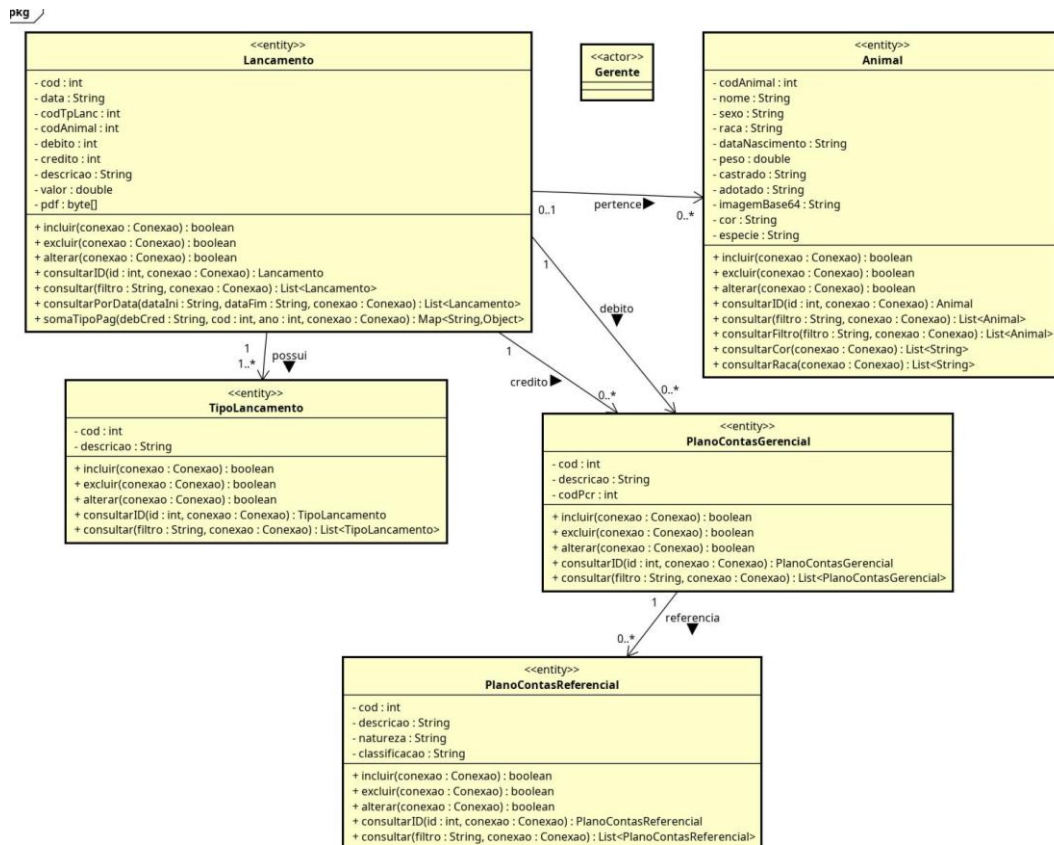 pkg
<<entity>>
Lancamento
- cod : int
- data : String
- codTpLanc : int
- codAnimal : int
- debito : int
- credito : int
- descricao : String
- valor : double
- pdf : byte[]
+ incluir(conexao : Conexao) : boolean
+ excluir(conexao : Conexao) : boolean
+ alterar(conexao : Conexao) : boolean
+ consultarID(id : int, conexao : Conexao) : Lancamento
+ consultar(filtro : String, conexao : Conexao) : List<Lancamento>
+ consultarPorData(dataIni : String, dataFim : String, conexao : Conexao) : List<Lancamento>
+ somaTipoPag(debCred : String, cod : int, ano : int, conexao : Conexao) : Map<String,Object>
<<actor>>
Gerente
<<entity>>
Animal
- codAnimal : int
- nome : String
- sexo : String
- raca : String
- dataNascimento : String
- peso : double
- castrado : String
- adotado : String
- imagemBase64 : String
- cor : String
- especie : String
+ incluir(conexao : Conexao) : boolean
+ excluir(conexao : Conexao) : boolean
+ alterar(conexao : Conexao) : boolean
+ consultarID(id : int, conexao : Conexao) : Animal
+ consultar(filtro : String, conexao : Conexao) : List<Animal>
+ consultarFiltro(filtro : String, conexao : Conexao) : List<Animal>
+ consultarCor(conexao : Conexao) : List<String>
+ consultarRaca(conexao : Conexao) : List<String>
0..1
pertence
0..*
1
debito
0..*
1
credito
0..*
1
possui
1..*
<<entity>>
TipoLancamento
- cod : int
- descricao : String
+ incluir(conexao : Conexao) : boolean
+ excluir(conexao : Conexao) : boolean
+ alterar(conexao : Conexao) : boolean
+ consultarID(id : int, conexao : Conexao) : TipoLancamento
+ consultar(filtro : String, conexao : Conexao) : List<TipoLancamento>
<<entity>>
PlanoContasGerencial
- cod : int
- descricao : String
- codPcr : int
+ incluir(conexao : Conexao) : boolean
+ excluir(conexao : Conexao) : boolean
+ alterar(conexao : Conexao) : boolean
+ consultarID(id : int, conexao : Conexao) : PlanoContasGerencial
+ consultar(filtro : String, conexao : Conexao) : List<PlanoContasGerencial>
1
referencia
0..*
<<entity>>
PlanoContasReferencial
- cod : int
- descricao : String
- natureza : String
- classificacao : String
+ incluir(conexao : Conexao) : boolean
+ excluir(conexao : Conexao) : boolean
+ alterar(conexao : Conexao) : boolean
+ consultarID(id : int, conexao : Conexao) : PlanoContasReferencial
+ consultar(filtro : String, conexao : Conexao) : List<PlanoContasReferencial>